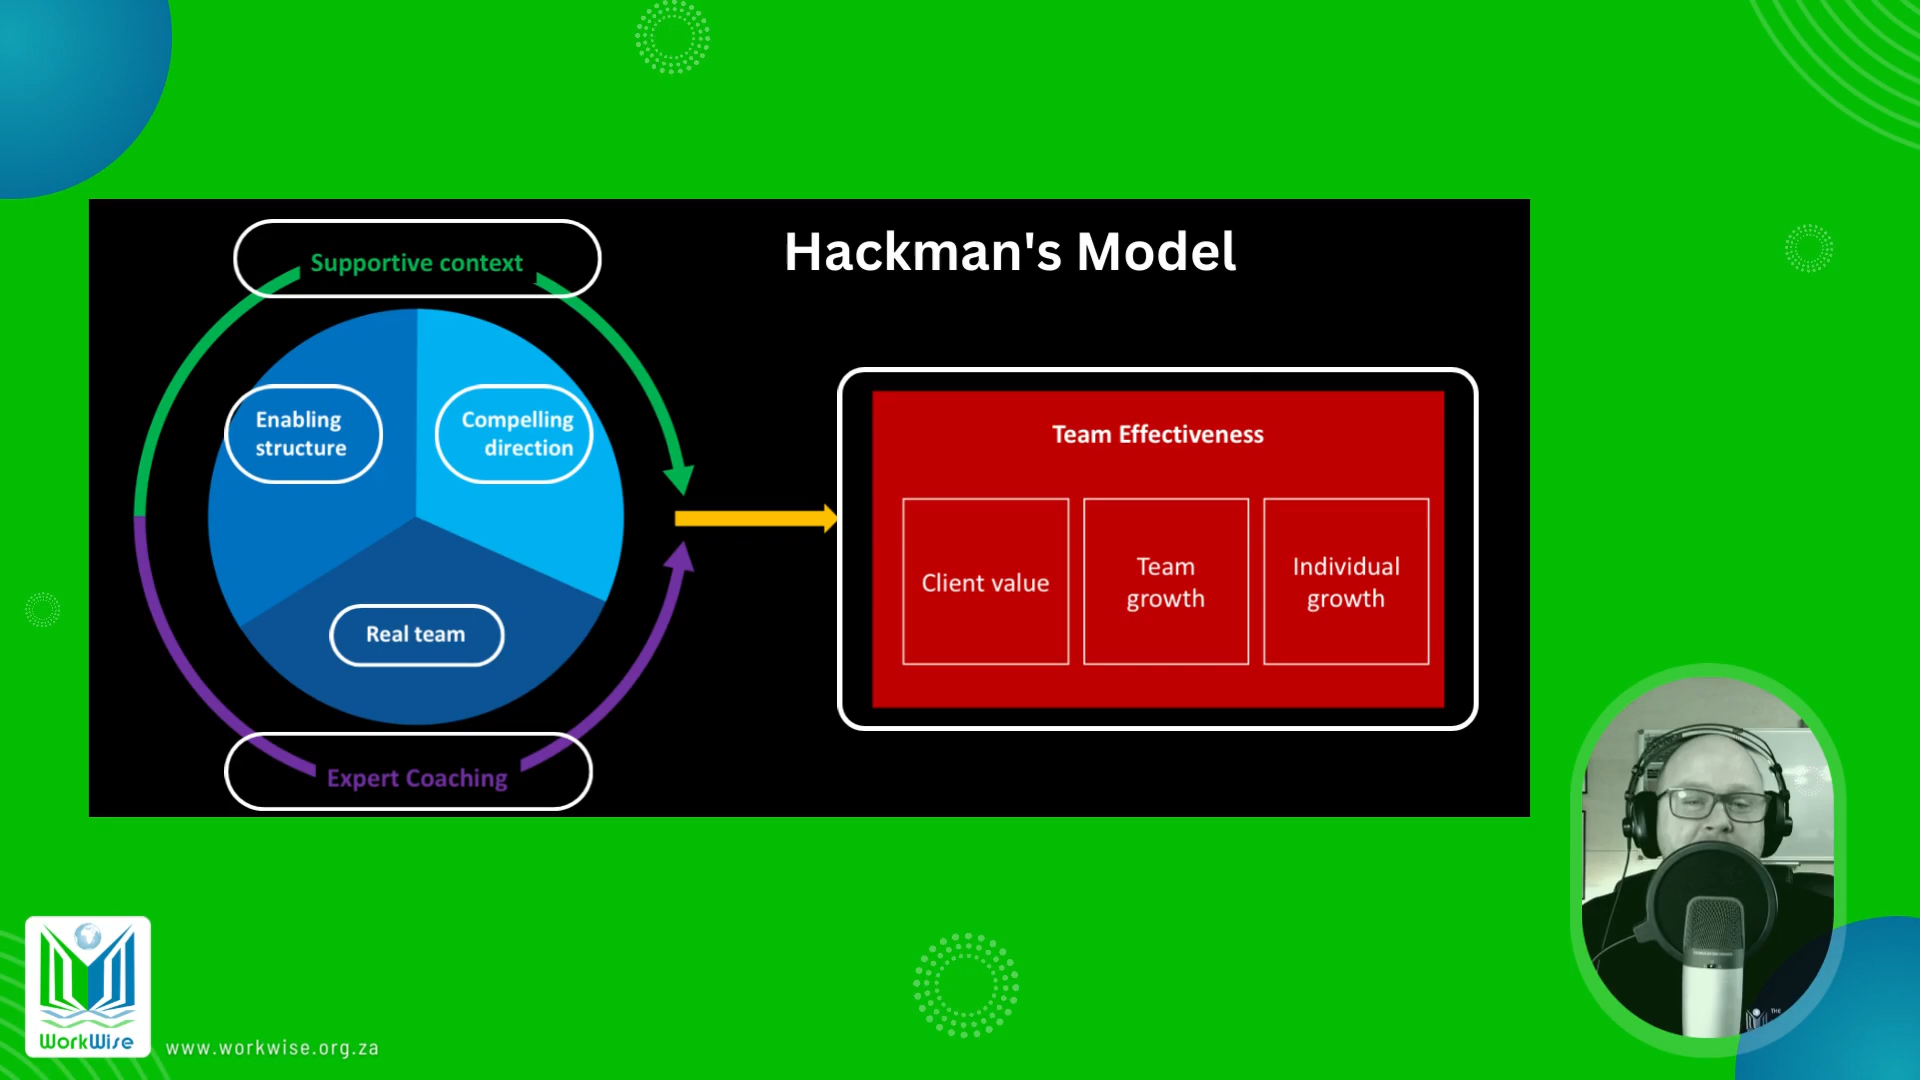 Hackman's Model
Supportive context
Enabling
structure
Compelling
direction
Real team
Expert Coaching
Team Effectiveness
Client value
Team
growth
Individual
growth
WorkWise
www.workwise.org.za
THE